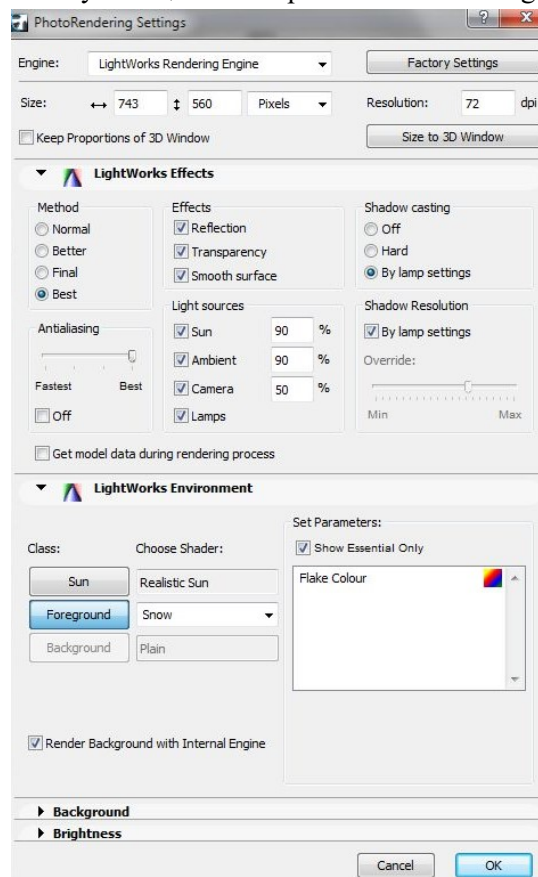 PhotoRendering Settings
Engine: LightWorks Rendering Engine Factory Settings
Size: 743 560 Pixels Resolution: 72 dpi
Keep Proportions of 3D Window Size to 3D Window
LightWorks Effects
Method Effects Shadow casting
Normal Reflection Off
Better Transparency Hard
Final Smooth surface By lamp settings
Best
Light sources Shadow Resolution
Antialiasing Sun 90 % By lamp settings
Ambient 90 % Override:
Fastest Best Camera 50 %
Off Lamps Min Max
Get model data during rendering process
LightWorks Environment
Set Parameters:
Class: Choose Shader: Show Essential Only
Sun Realistic Sun Flake Colour
Foreground Snow
Background Plain
Render Background with Internal Engine
Background
Brightness
Cancel OK